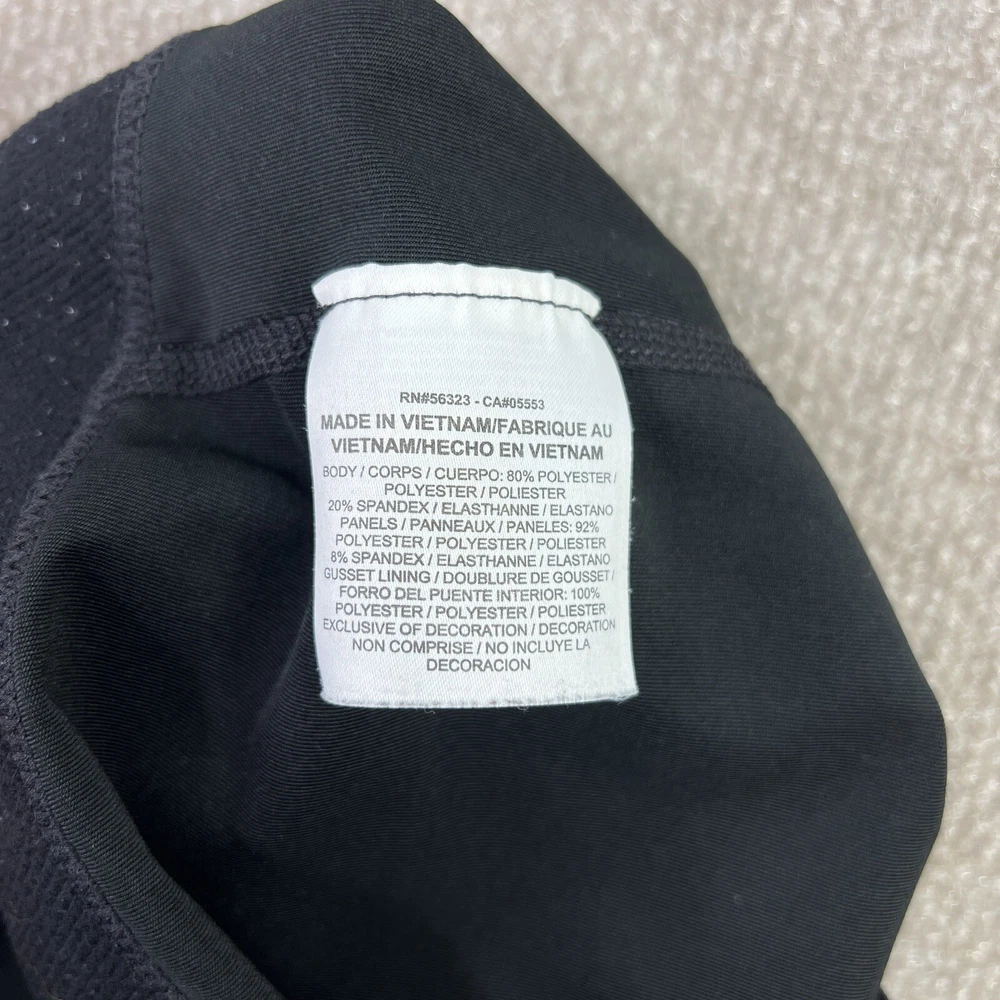 RN#56323 - CA#05553
MADE IN VIETNAM/FABRIQUE AU
VIETNAM/HECHO EN VIETNAM
BODY / CORPS / CUERPO: 80% POLYESTER /
POLYESTER / POLIESTER
20% SPANDEX / ELASTHANNE / ELASTANO
PANELS / PANNEAUX / PANELES: 92%
POLYESTER / POLYESTER / POLIESTER
8% SPANDEX / ELASTHANNE / ELASTANO
GUSSET LINING / DOUBLURE DE GOUSSET /
FORRO DEL PUENTE INTERIOR: 100%
POLYESTER / POLYESTER / POLIESTER
EXCLUSIVE OF DECORATION / DECORATION
NON COMPRISE / NO INCLUYE LA
DECORACION